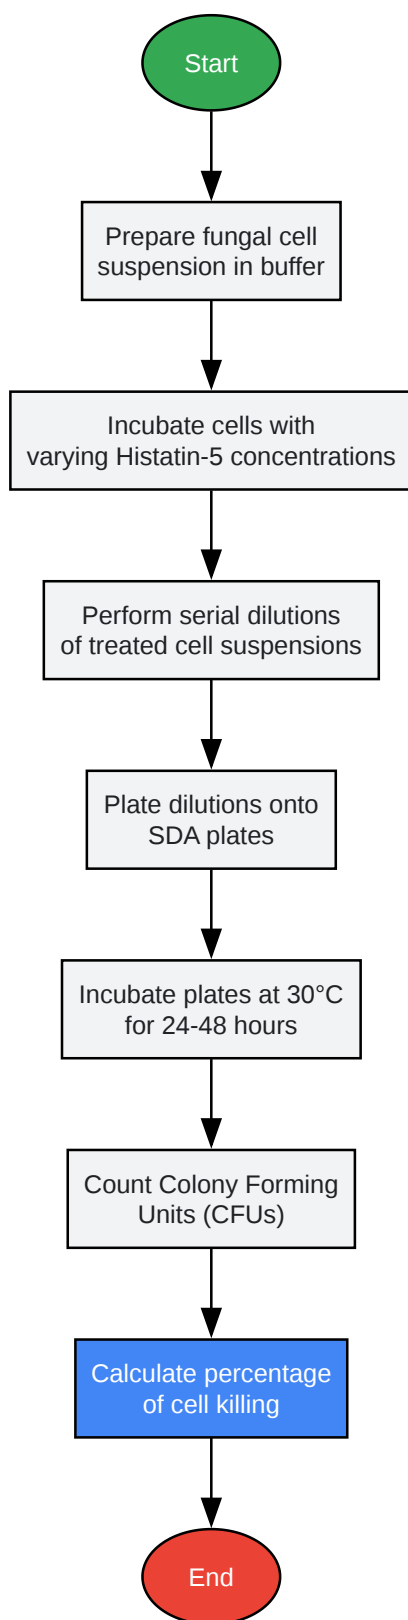 Start
Prepare fungal cell
suspension in buffer
Incubate cells with
varying Histatin-5 concentrations
Perform serial dilutions
of treated cell suspensions
Plate dilutions onto
SDA plates
Incubate plates at 30°C
for 24-48 hours
Count Colony Forming
Units (CFUs)
Calculate percentage
of cell killing
End